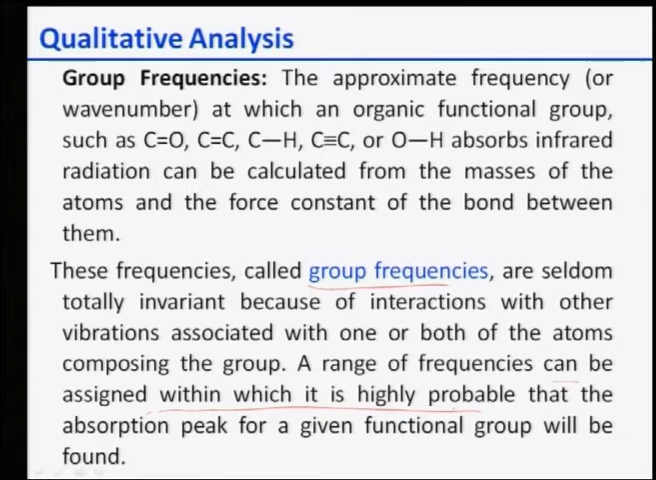 Qualitative Analysis
Group Frequencies: The approximate frequency (or
wavenumber) at which an organic functional group,
such as C=O, C=C, C—H, C≡C, or O—H absorbs infrared
radiation can be calculated from the masses of the
atoms and the force constant of the bond between
them.
These frequencies, called group frequencies, are seldom
totally invariant because of interactions with other
vibrations associated with one or both of the atoms
composing the group. A range of frequencies can be
assigned within which it is highly probable that the
absorption peak for a given functional group will be
found.